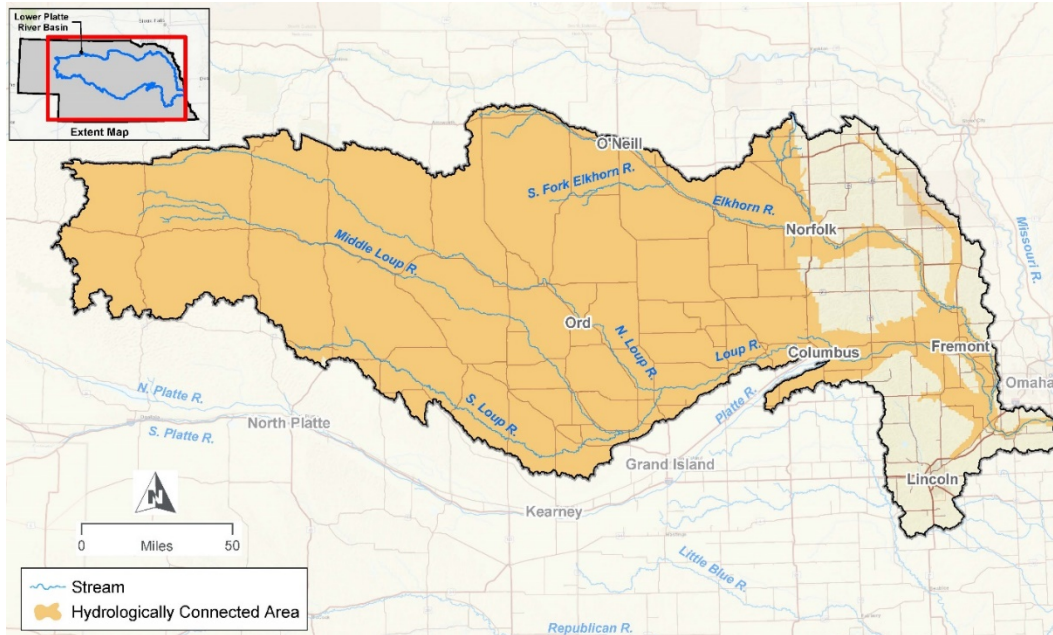 Lower Platte
River Basin
Extent Map
O'Neill
S. Fork Elkhorn R.
Elkhorn R.
Norfolk
Missouri R.
Middle Loup R.
Ord
N. Loup R.
Loup R.
Columbus
Fremont
Omaha
N. Platte R.
S. Platte R.
North Platte
S. Loup R.
Platte R.
Grand Island
Lincoln
Kearney
N
0
50
Miles
Little Blue R.
Republican R.
Stream
Hydrologically Connected Area